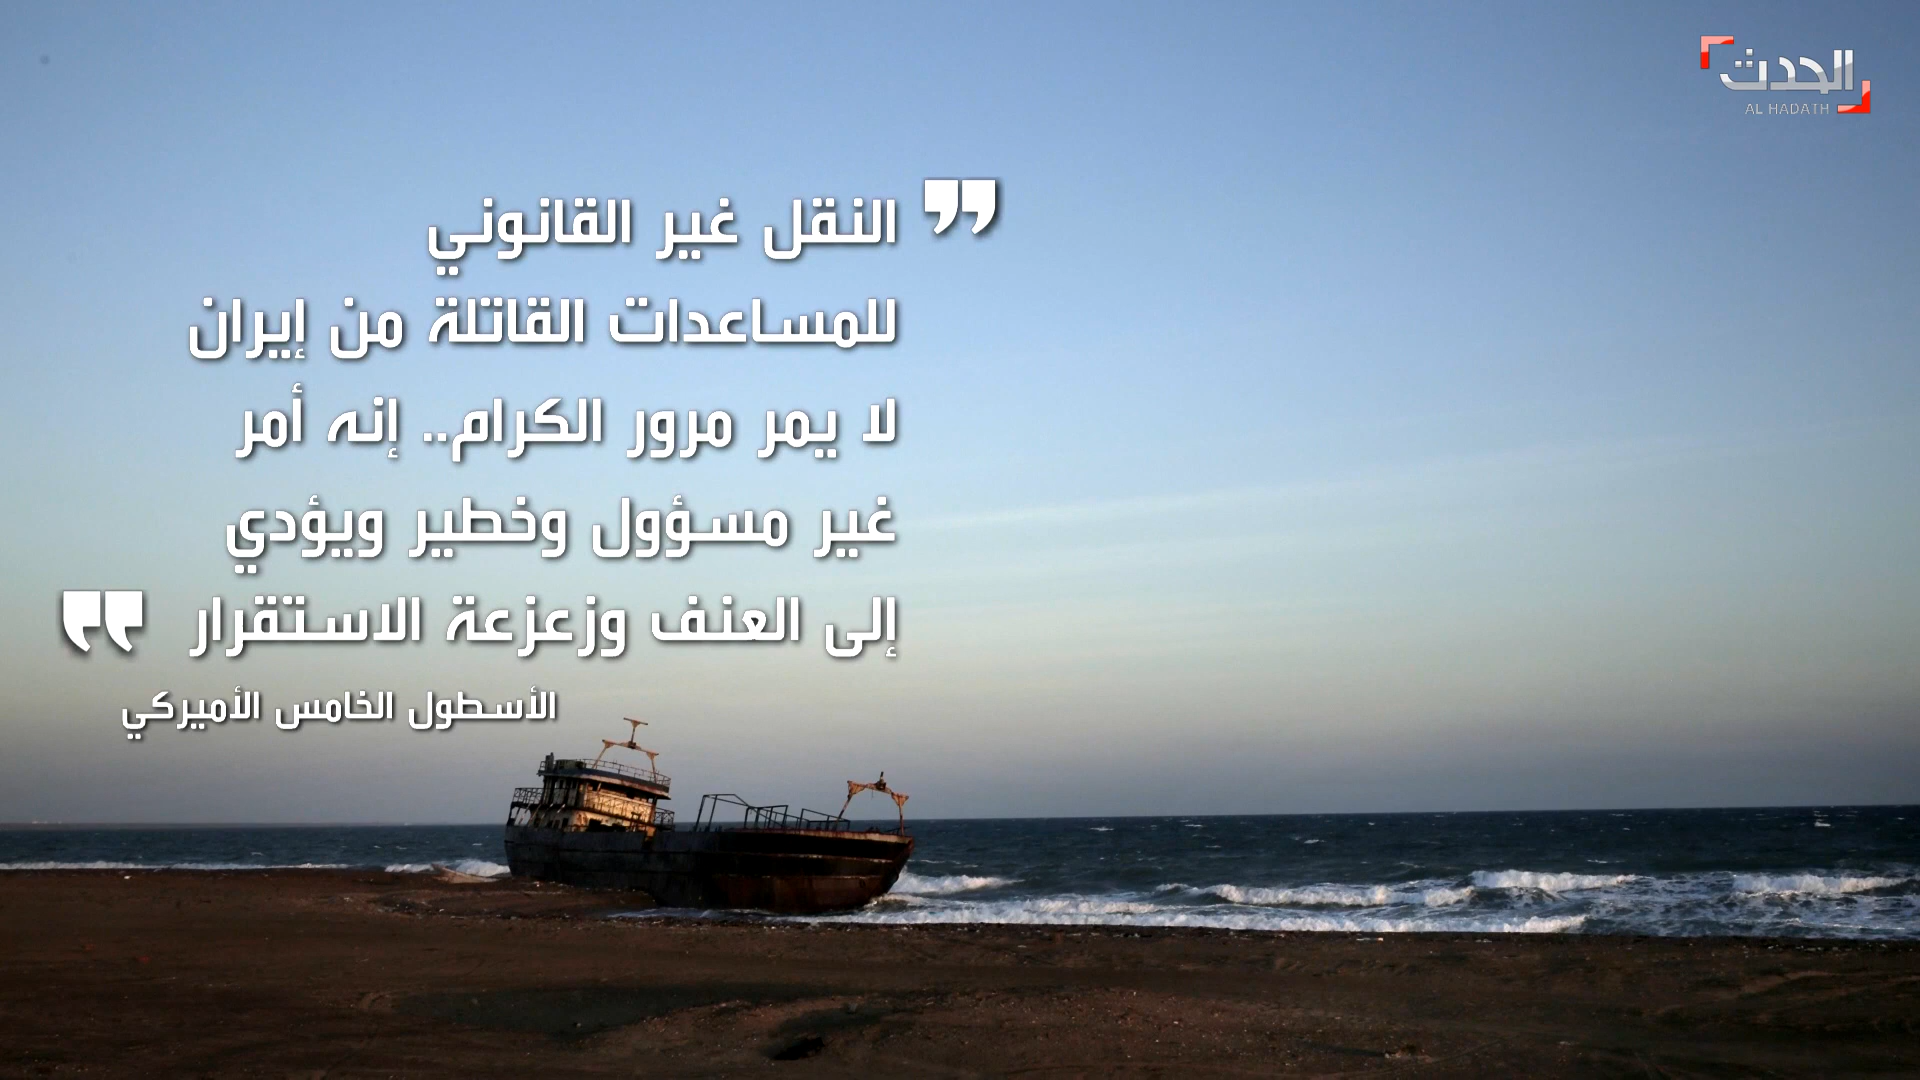 الحدث
AL HADATH
النقل غير القانوني
للمساعدات القاتلة من إيران
لا يمر مرور الكرام.. إنه أمر
غير مسؤول وخطير ويؤدي
إلى العنف وزعزعة الاستقرار
الأسطول الخامس الأميركي